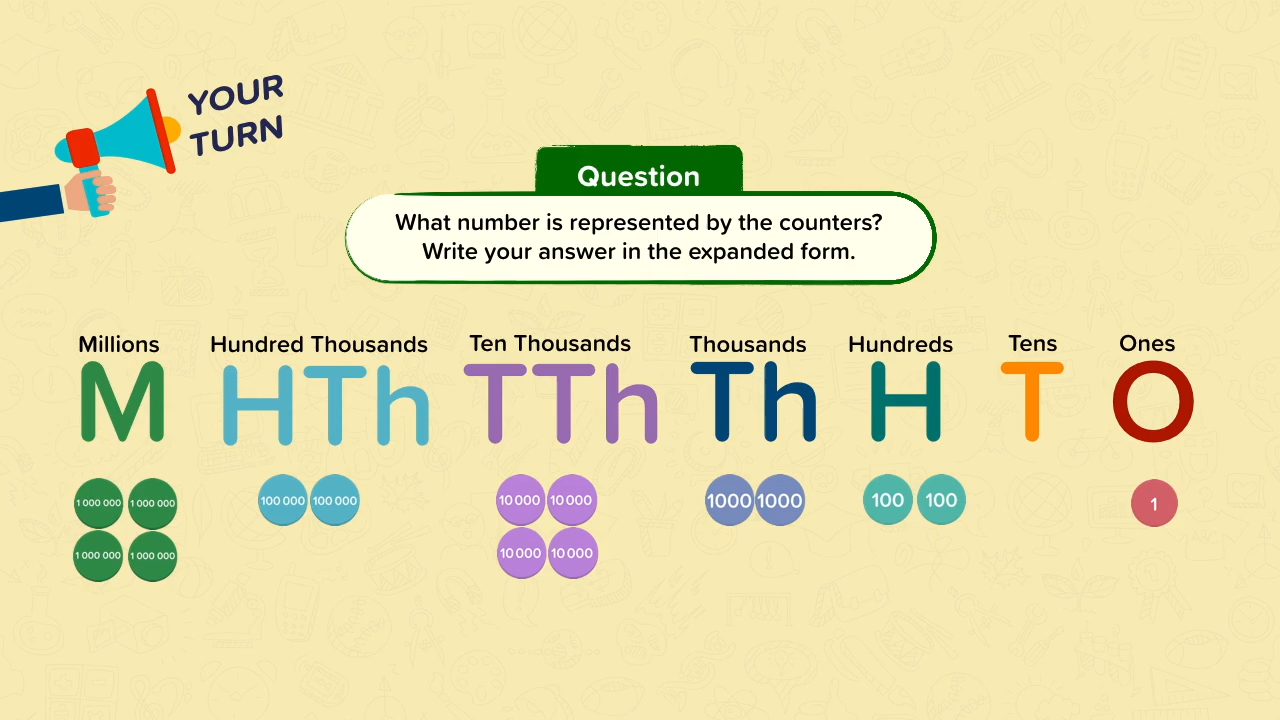 YOUR
TURN
Question
What number is represented by the counters?
Write your answer in the expanded form.
Millions Hundred Thousands Ten Thousands Thousands Hundreds Tens Ones
M HTh TTh Th H T O
1 000 000 1 000 000 100 000 100 000 10 000 10 000 1000 1000 100 100 1
1 000 000 1 000 000 10 000 10 000